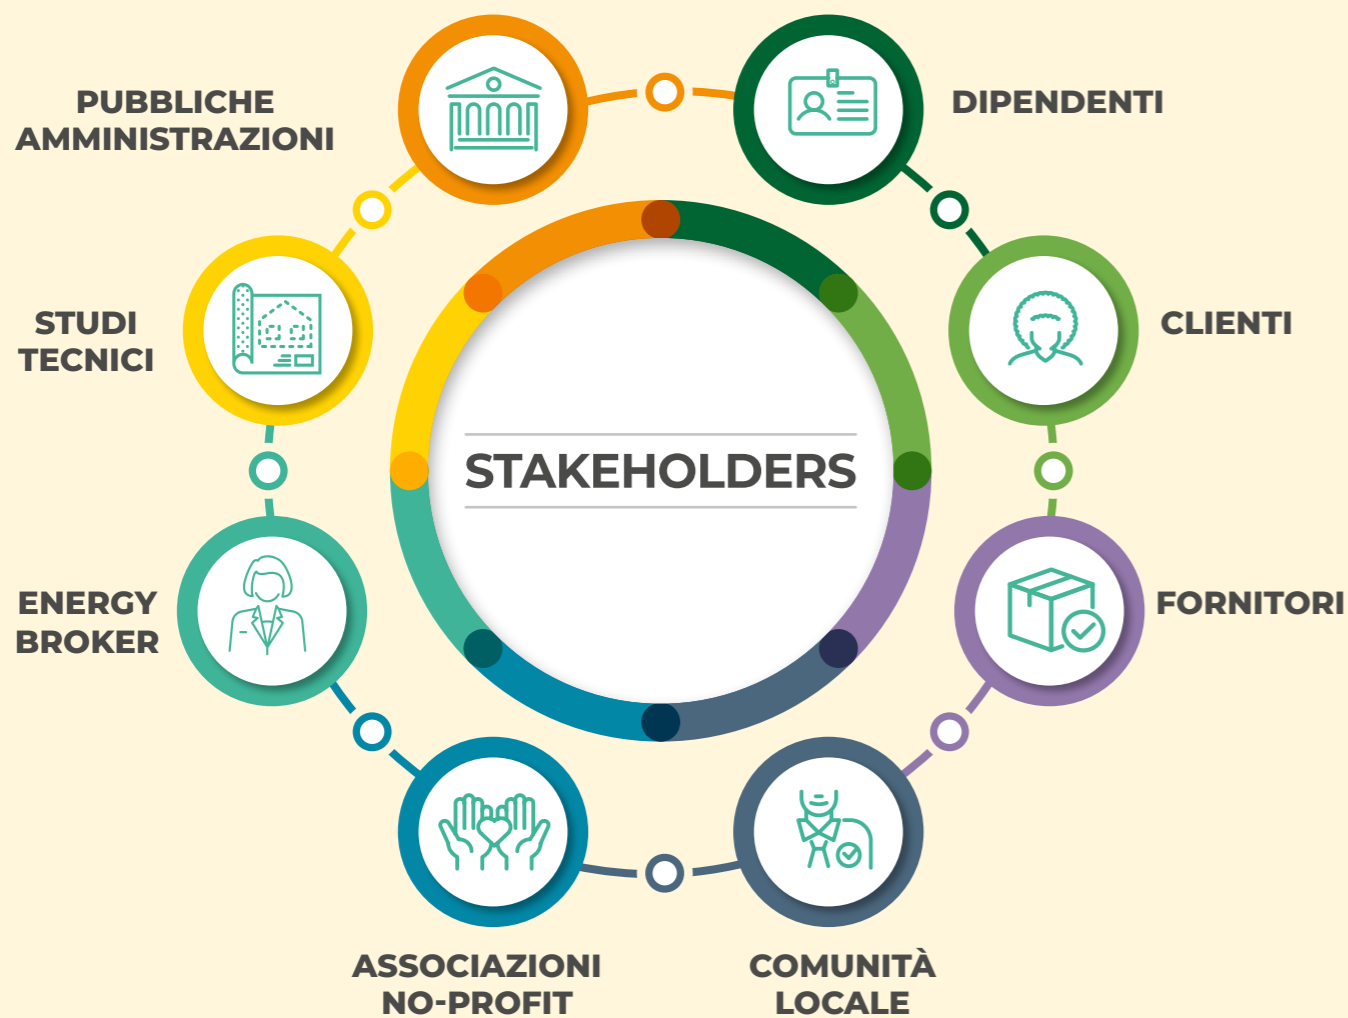 PUBBLICHE
AMMINISTRAZIONI
DIPENDENTI
STUDI
TECNICI
CLIENTI
STAKEHOLDERS
ENERGY
BROKER
FORNITORI
ASSOCIAZIONI
NO-PROFIT
COMUNITÀ
LOCALE